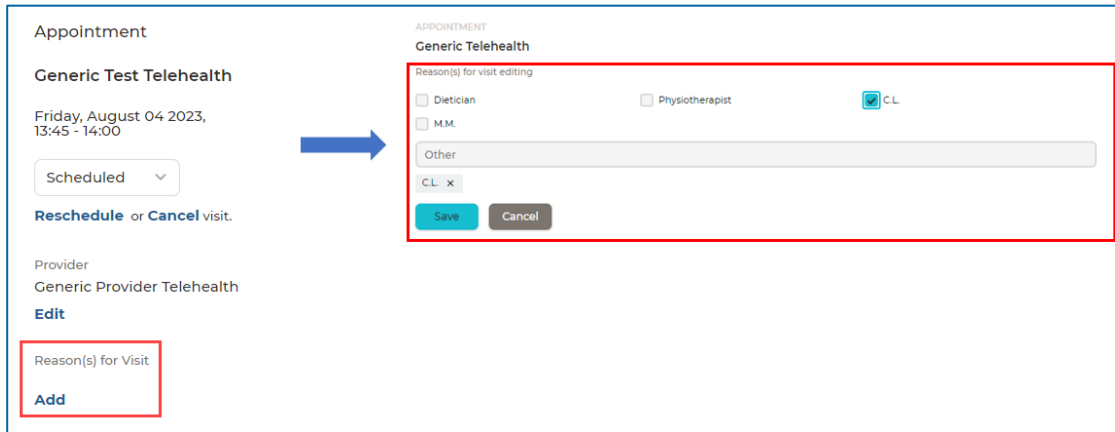 Appointment
Generic Test Telehealth
Friday, August 04 2023,
13:45 - 14:00
Scheduled
Reschedule or Cancel visit.
Provider
Generic Provider Telehealth
Edit
Reason(s) for Visit
Add
APPOINTMENT
Generic Telehealth
Reason(s) for visit editing
Dietician Physiotherapist C.L.
M.M.
Other
C.L. x
Save Cancel